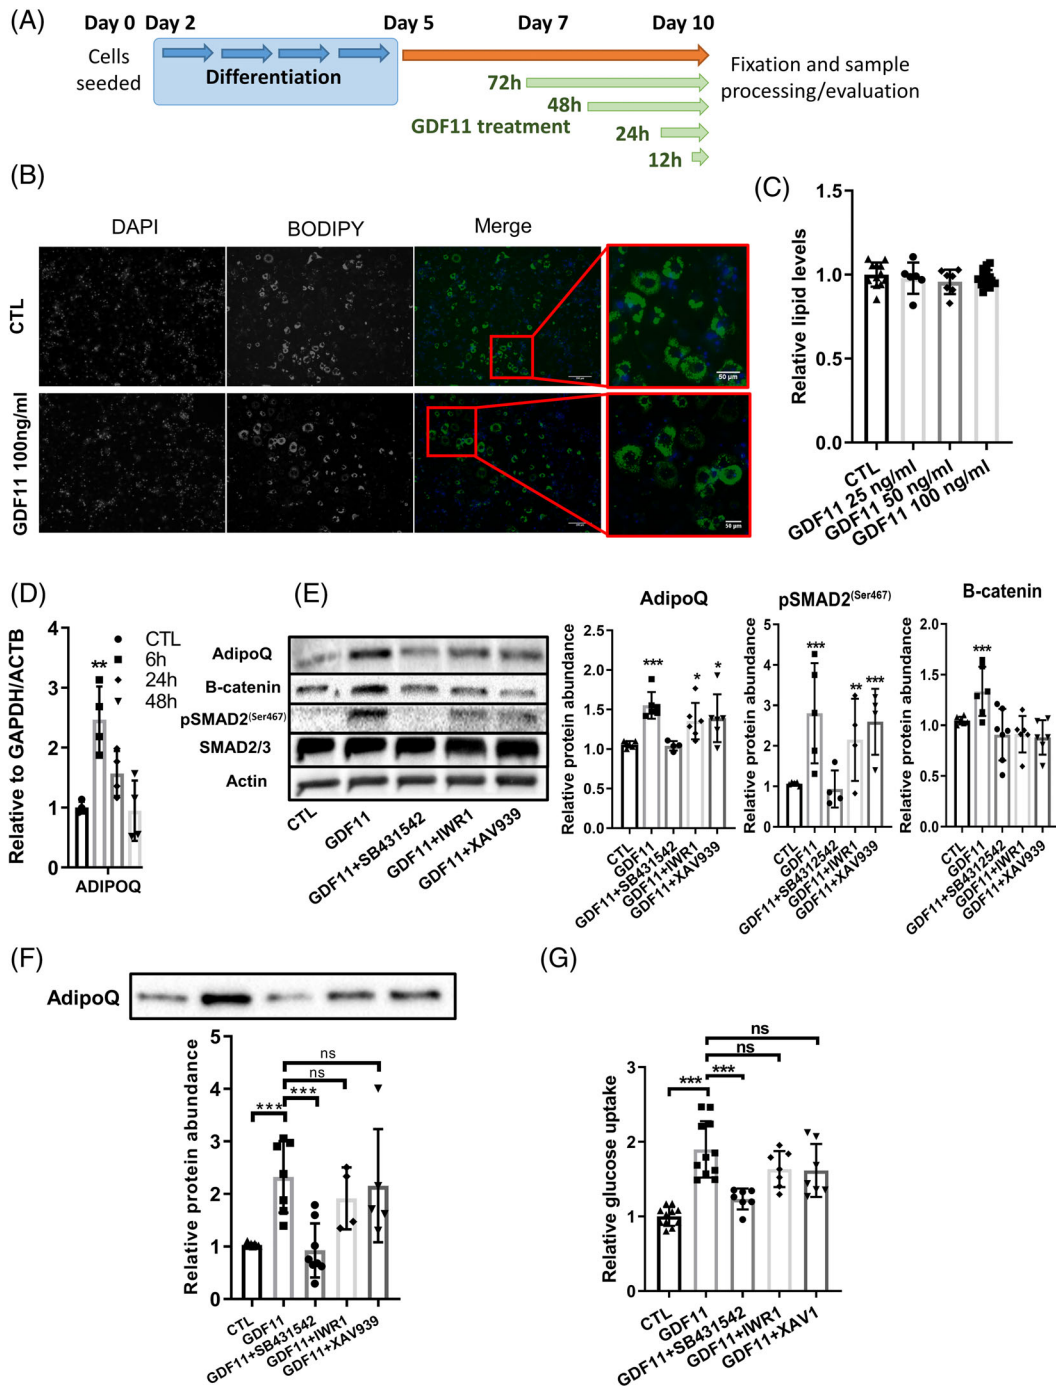 (A)
Day 0 Day 2 Day 5 Day 7 Day 10
Cells
seeded
Differentiation
72h
48h
GDF11 treatment
24h
12h
Fixation and sample
processing/evaluation
(B)
DAPI BODIPY Merge
CTL
50 μm
GDF11 100ng/ml
50 μm
(C)
Relative lipid levels
1.5
1.0
0.5
0.0
CTL
GDF11 25 ng/ml
GDF11 50 ng/ml
GDF11 100 ng/ml
(D)
Relative to GAPDH/ACTB
4
3
2
1
0
**
CTL
6h
24h
48h
ADIPOQ
(E)
AdipoQ
B-catenin
pSMAD2(Ser467)
SMAD2/3
Actin
CTL
GDF11
GDF11+SB431542
GDF11+IWR1
GDF11+XAV939
AdipoQ
Relative protein abundance
2.5
2.0
1.5
1.0
0.5
0.0
***
*
*
CTL
GDF11
GDF11+SB431542
GDF11+IWR1
GDF11+XAV939
pSMAD2(Ser467)
Relative protein abundance
5
4
3
2
1
0
***
**
***
CTL
GDF11
GDF11+SB4312542
GDF11+IWR1
GDF11+XAV939
B-catenin
Relative protein abundance
2.0
1.5
1.0
0.5
0.0
***
CTL
GDF11
GDF11+SB4312542
GDF11+IWR1
GDF11+XAV939
(F)
AdipoQ
Relative protein abundance
5
4
3
2
1
0
ns
ns
***
***
CTL
GDF11
GDF11+SB431542
GDF11+IWR1
GDF11+XAV939
(G)
Relative glucose uptake
3
2
1
0
ns
ns
***
***
CTL
GDF11
GDF11+SB431542
GDF11+IWR1
GDF11+XAV1